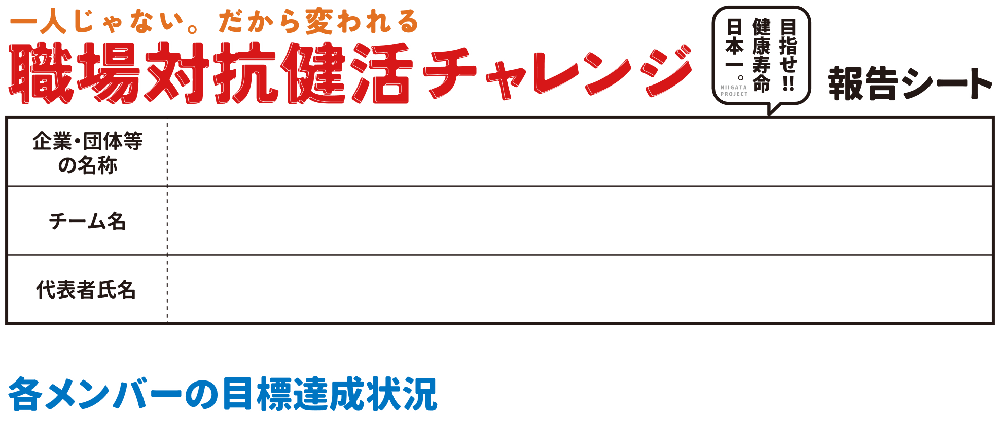 一人じゃない。だから変われる
職場対抗健活チャレンジ
目指せ!!
健康寿命
日本一。
NIIGATA
PROJECT
報告シート
企業・団体等
の名称
チーム名
代表者氏名
各メンバーの目標達成状況